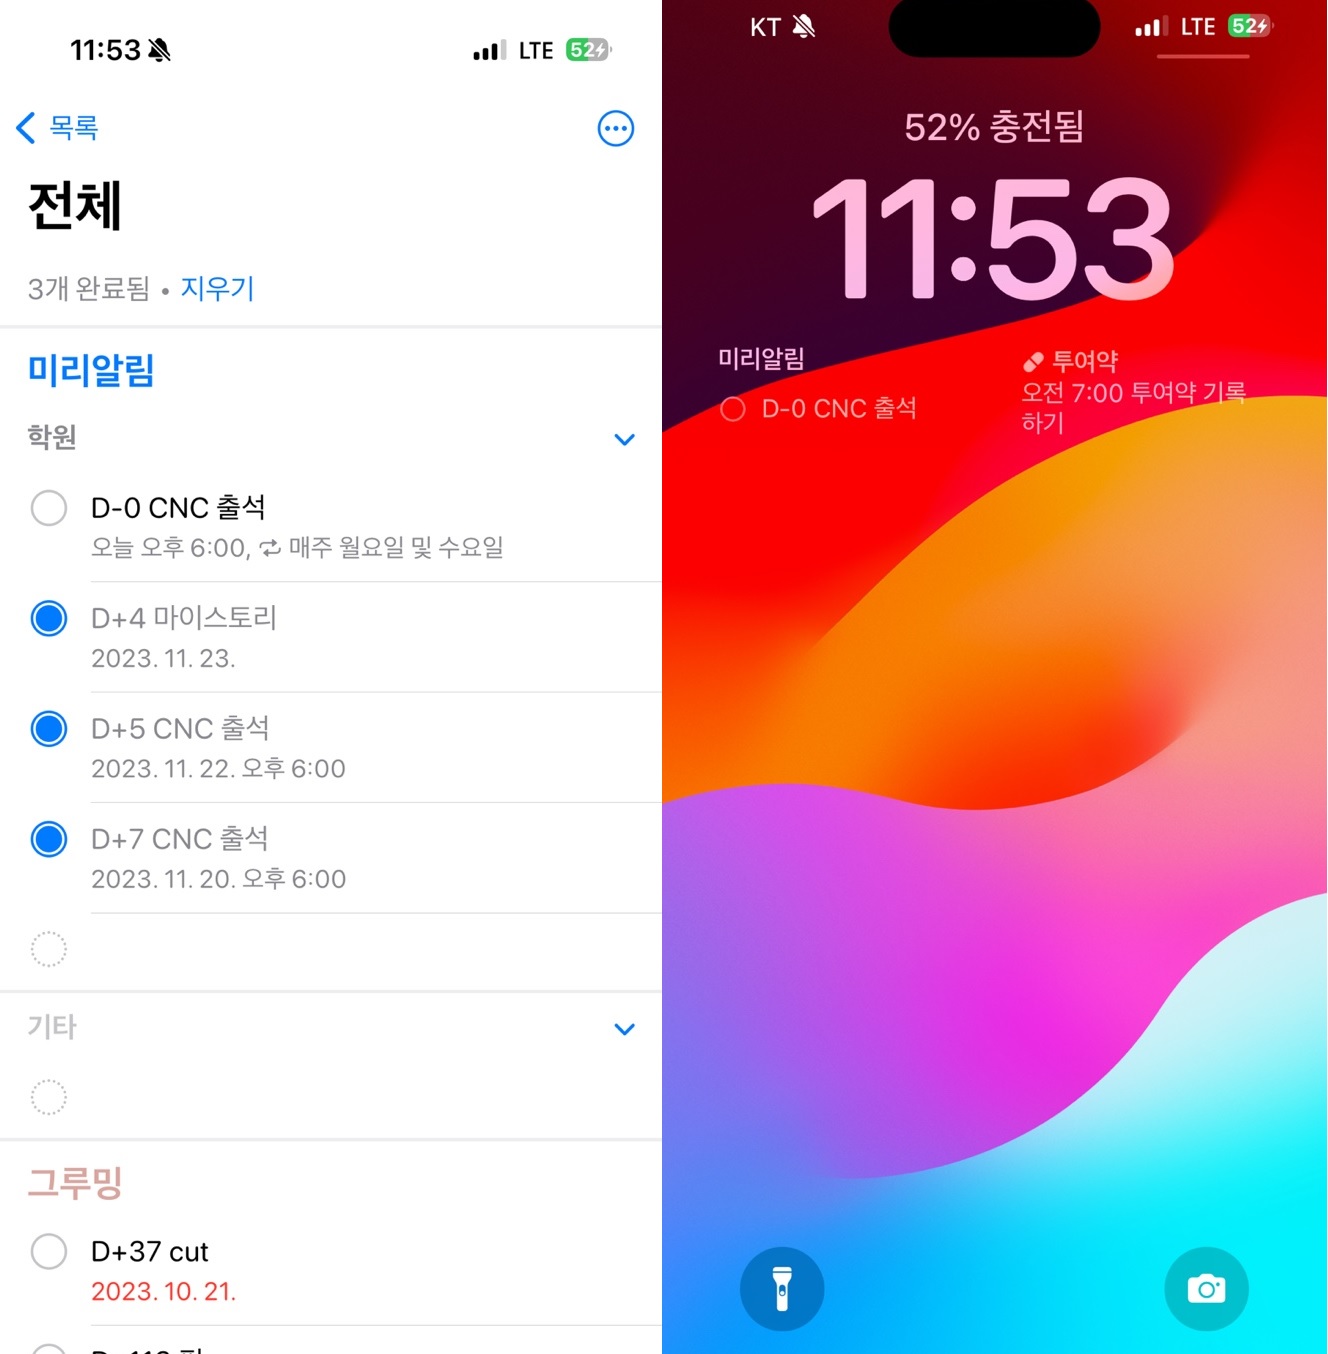 11:53
LTE 52
목록
전체
3개 완료됨 • 지우기
미리알림
학원
D-0 CNC 출석
오늘 오후 6:00, 매주 월요일 및 수요일
D+4 마이스토리
2023. 11. 23.
D+5 CNC 출석
2023. 11. 22. 오후 6:00
D+7 CNC 출석
2023. 11. 20. 오후 6:00
기타
그루밍
D+37 cut
2023. 10. 21.
KT
LTE 52
52% 충전됨
11:53
미리알림
D-0 CNC 출석
투여약
오전 7:00 투여약 기록
하기